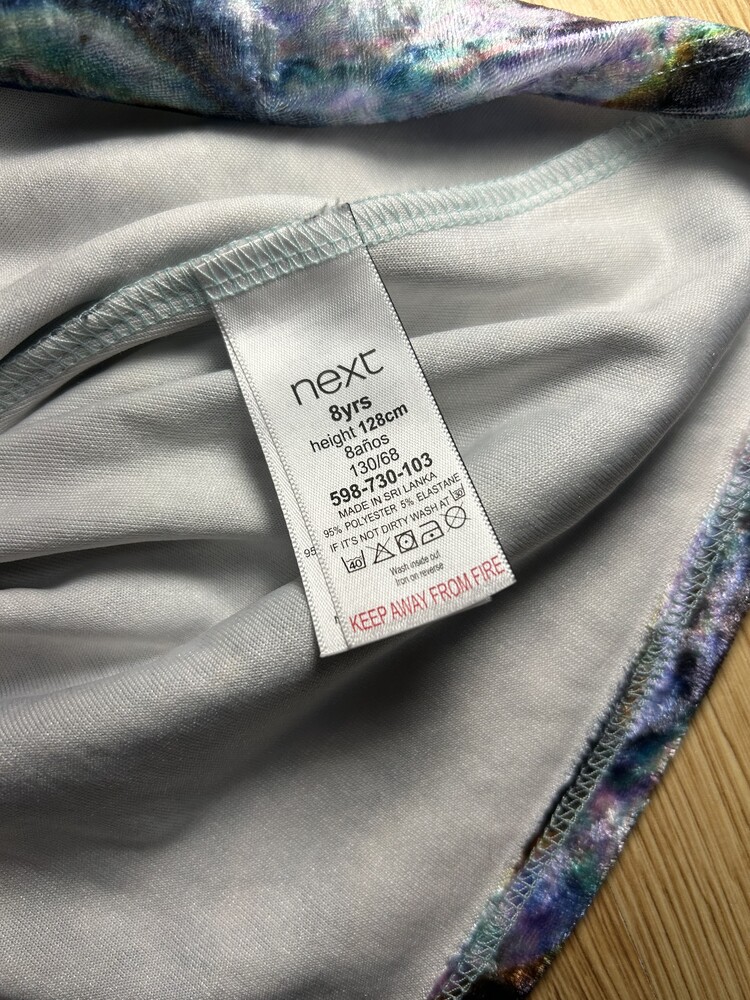 next
8yrs
height 128cm
8años
130/68
598-730-103
MADE IN SRI LANKA
95% POLYESTER 5% ELASTANE
IF IT'S NOT DIRTY WASH AT 30
40
Wash inside out
Iron on reverse
KEEP AWAY FROM FIRE
95